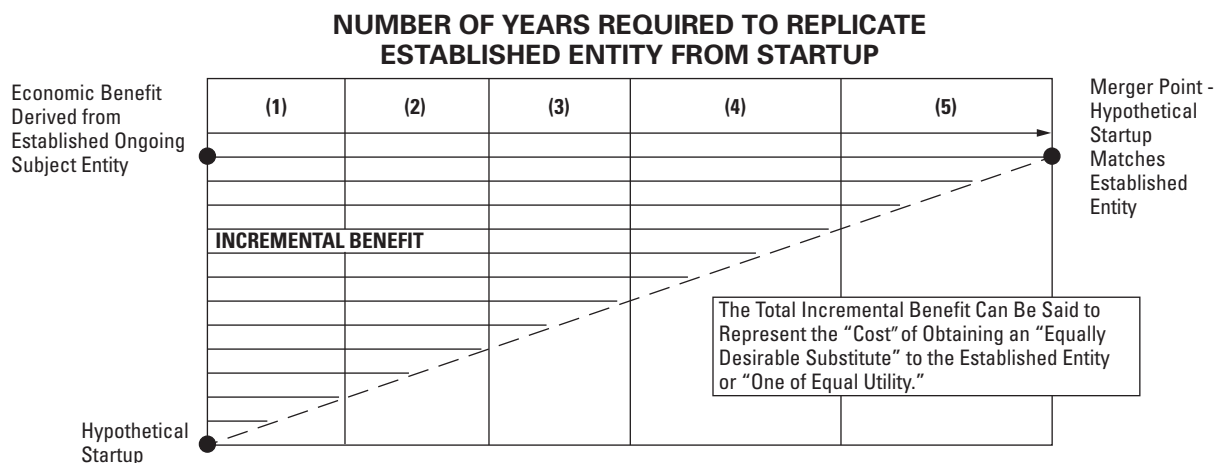 NUMBER OF YEARS REQUIRED TO REPLICATE
ESTABLISHED ENTITY FROM STARTUP
Economic Benefit
Derived from
Established Ongoing
Subject Entity
(1)
(2)
(3)
(4)
(5)
Merger Point -
Hypothetical
Startup
Matches
Established
Entity
INCREMENTAL BENEFIT
The Total Incremental Benefit Can Be Said to
Represent the “Cost” of Obtaining an “Equally
Desirable Substitute” to the Established Entity
or “One of Equal Utility.”
Hypothetical
Startup